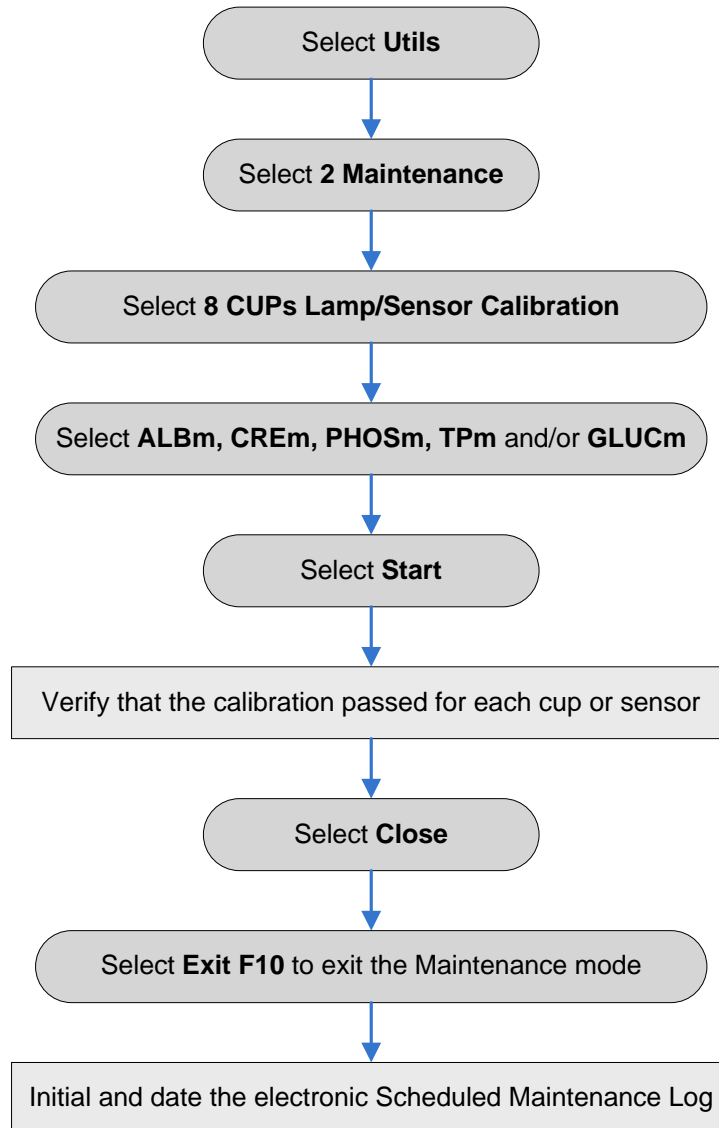 Select Utils
Select 2 Maintenance
Select 8 CUPs Lamp/Sensor Calibration
Select ALBm, CREm, PHOSm, TPm and/or GLUCm
Select Start
Verify that the calibration passed for each cup or sensor
Select Close
Select Exit F10 to exit the Maintenance mode
Initial and date the electronic Scheduled Maintenance Log